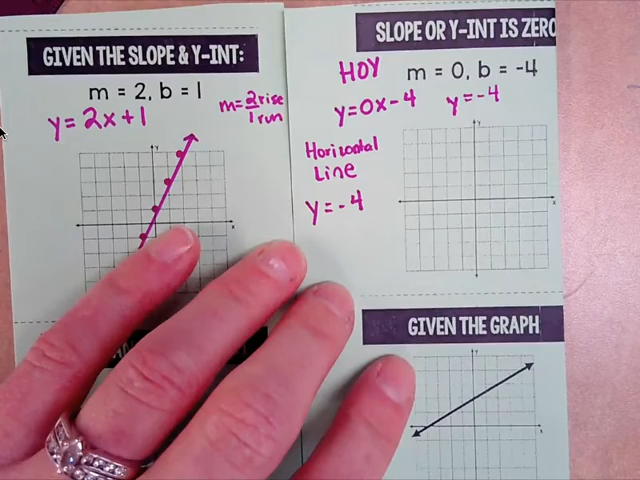 GIVEN THE SLOPE & Y-INT:
m = 2, b = 1
y=2x+1
m=2 rise
1 run
y
x
SLOPE OR Y-INT IS ZERO
HOY
m = 0, b = -4
y=0x-4
y=-4
Horizontal
Line
y=-4
y
x
GIVEN THE GRAPH
y
x